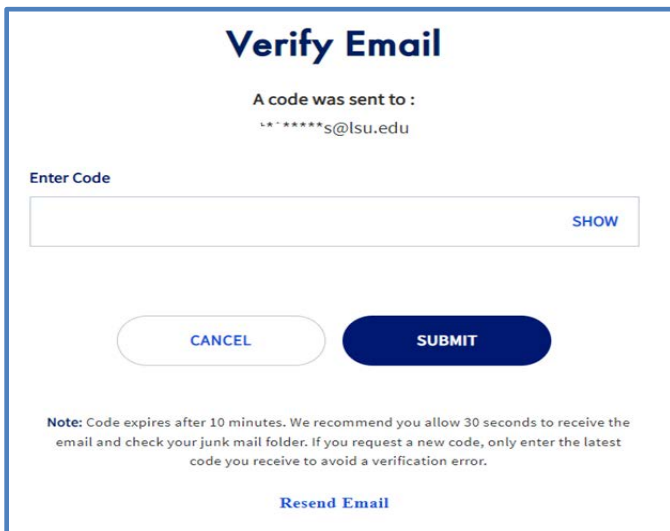 Verify Email
A code was sent to :
*****s@lsu.edu
Enter Code
SHOW
CANCEL
SUBMIT
Note: Code expires after 10 minutes. We recommend you allow 30 seconds to receive the
email and check your junk mail folder. If you request a new code, only enter the latest
code you receive to avoid a verification error.
Resend Email